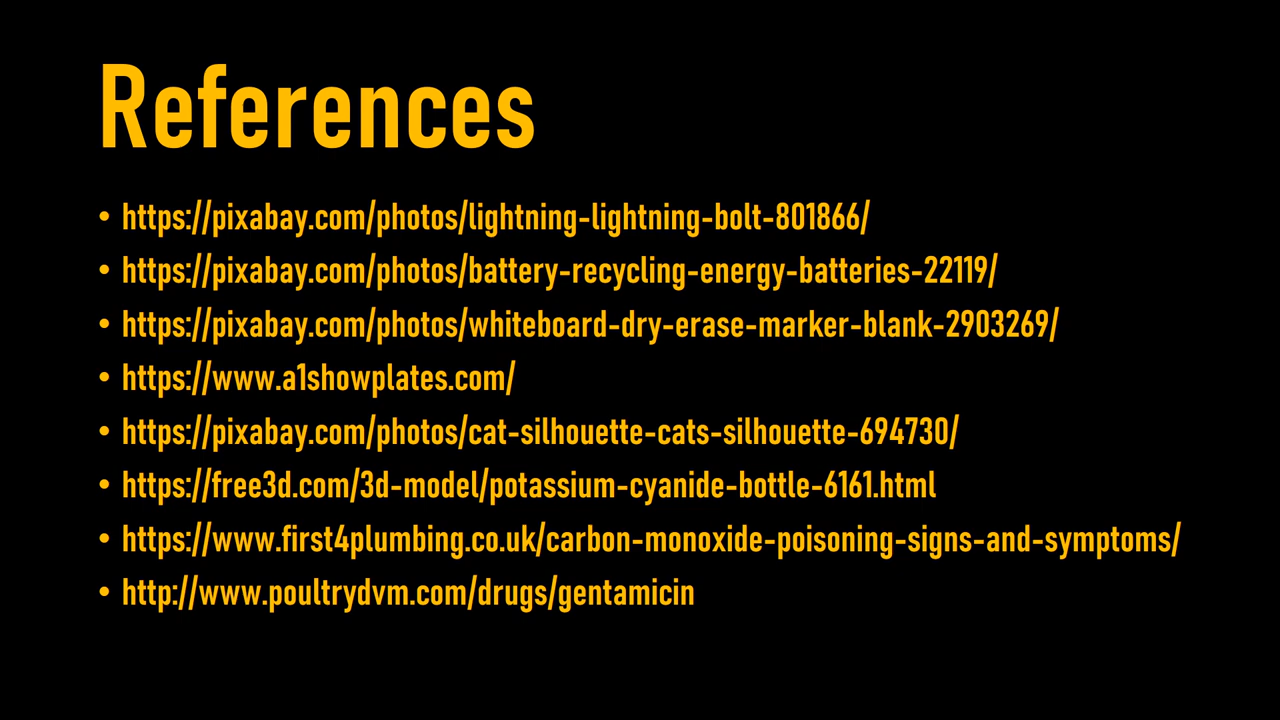 References
• https://pixabay.com/photos/lightning-lightning-bolt-801866/
• https://pixabay.com/photos/battery-recycling-energy-batteries-22119/
• https://pixabay.com/photos/whiteboard-dry-erase-marker-blank-2903269/
• https://www.a1showplates.com/
• https://pixabay.com/photos/cat-silhouette-cats-silhouette-694730/
• https://free3d.com/3d-model/potassium-cyanide-bottle-6161.html
• https://www.first4plumbing.co.uk/carbon-monoxide-poisoning-signs-and-symptoms/
• http://www.poultrydvm.com/drugs/gentamicin